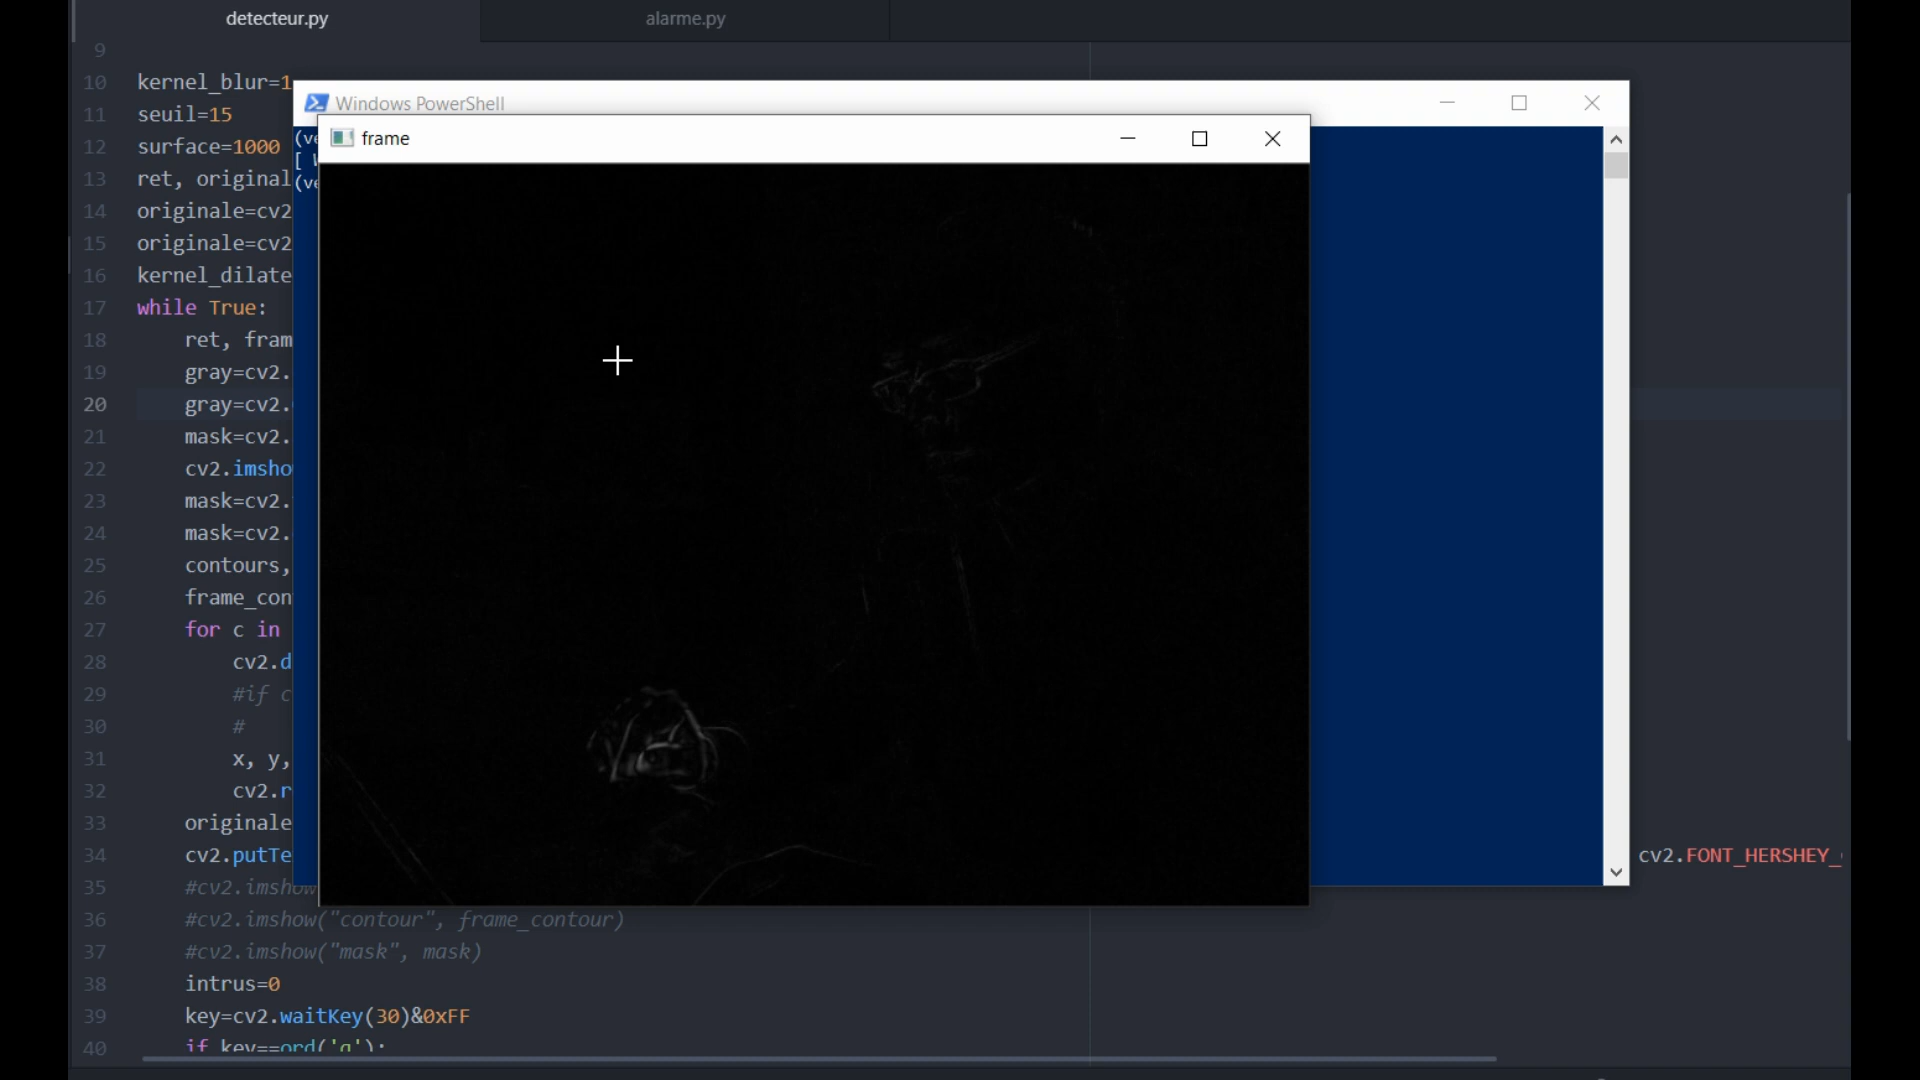 detecteur.py
alarme.py
9
10 kernel_blur=1
11 seuil=15
12 surface=1000
13 ret, original
14 originale=cv2
15 originale=cv2
16 kernel_dilate
17 while True:
18 ret, fram
19 gray=cv2.
20 gray=cv2.
21 mask=cv2.
22 cv2.imsho
23 mask=cv2.
24 mask=cv2.
25 contours,
26 frame_con
27 for c in
28 cv2.d
29 #if c
30 #
31 x, y,
32 cv2.r
33 originale
34 cv2.putTe
cv2.FONT_HERSHEY_
35 #cv2.imshow
36 #cv2.imshow("contour", frame_contour)
37 #cv2.imshow("mask", mask)
38 intrus=0
39 key=cv2.waitKey(30)&0xFF
40 if key==ord('q'):
Windows PowerShell
(ve
[ W
(ve
frame